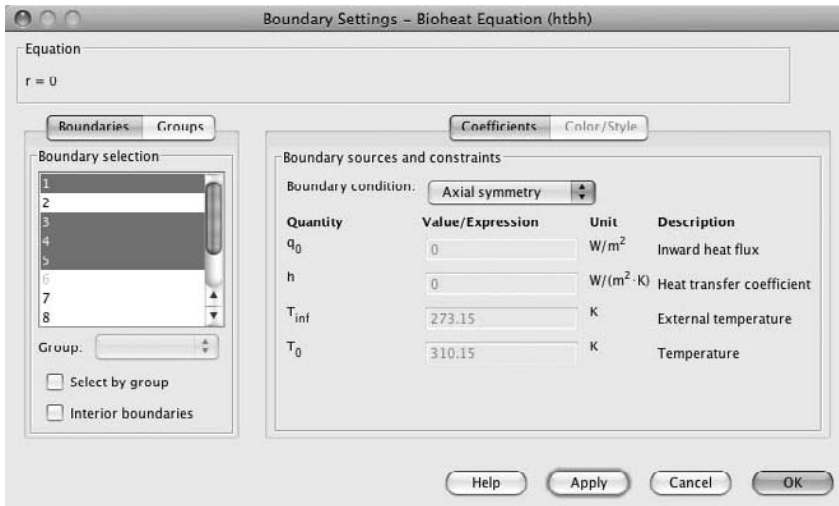 Boundary Settings – Bioheat Equation (htbh)
Equation
r = 0
Boundaries Groups
Boundary selection
1
2
3
4
5
6
7
8
Group:
Select by group
Interior boundaries
Coefficients Color/Style
Boundary sources and constraints
Boundary condition: Axial symmetry
Quantity Value/Expression Unit Description
q₀ 0 W/m² Inward heat flux
h 0 W/(m²·K) Heat transfer coefficient
T_inf 273.15 K External temperature
T₀ 310.15 K Temperature
Help Apply Cancel OK